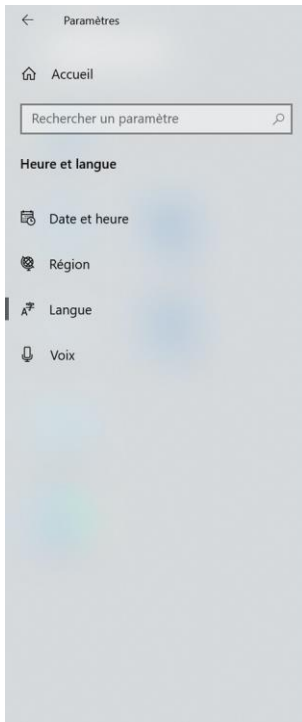 Paramètres
Accueil
Rechercher un paramètre
Heure et langue
Date et heure
Région
Langue
Voix